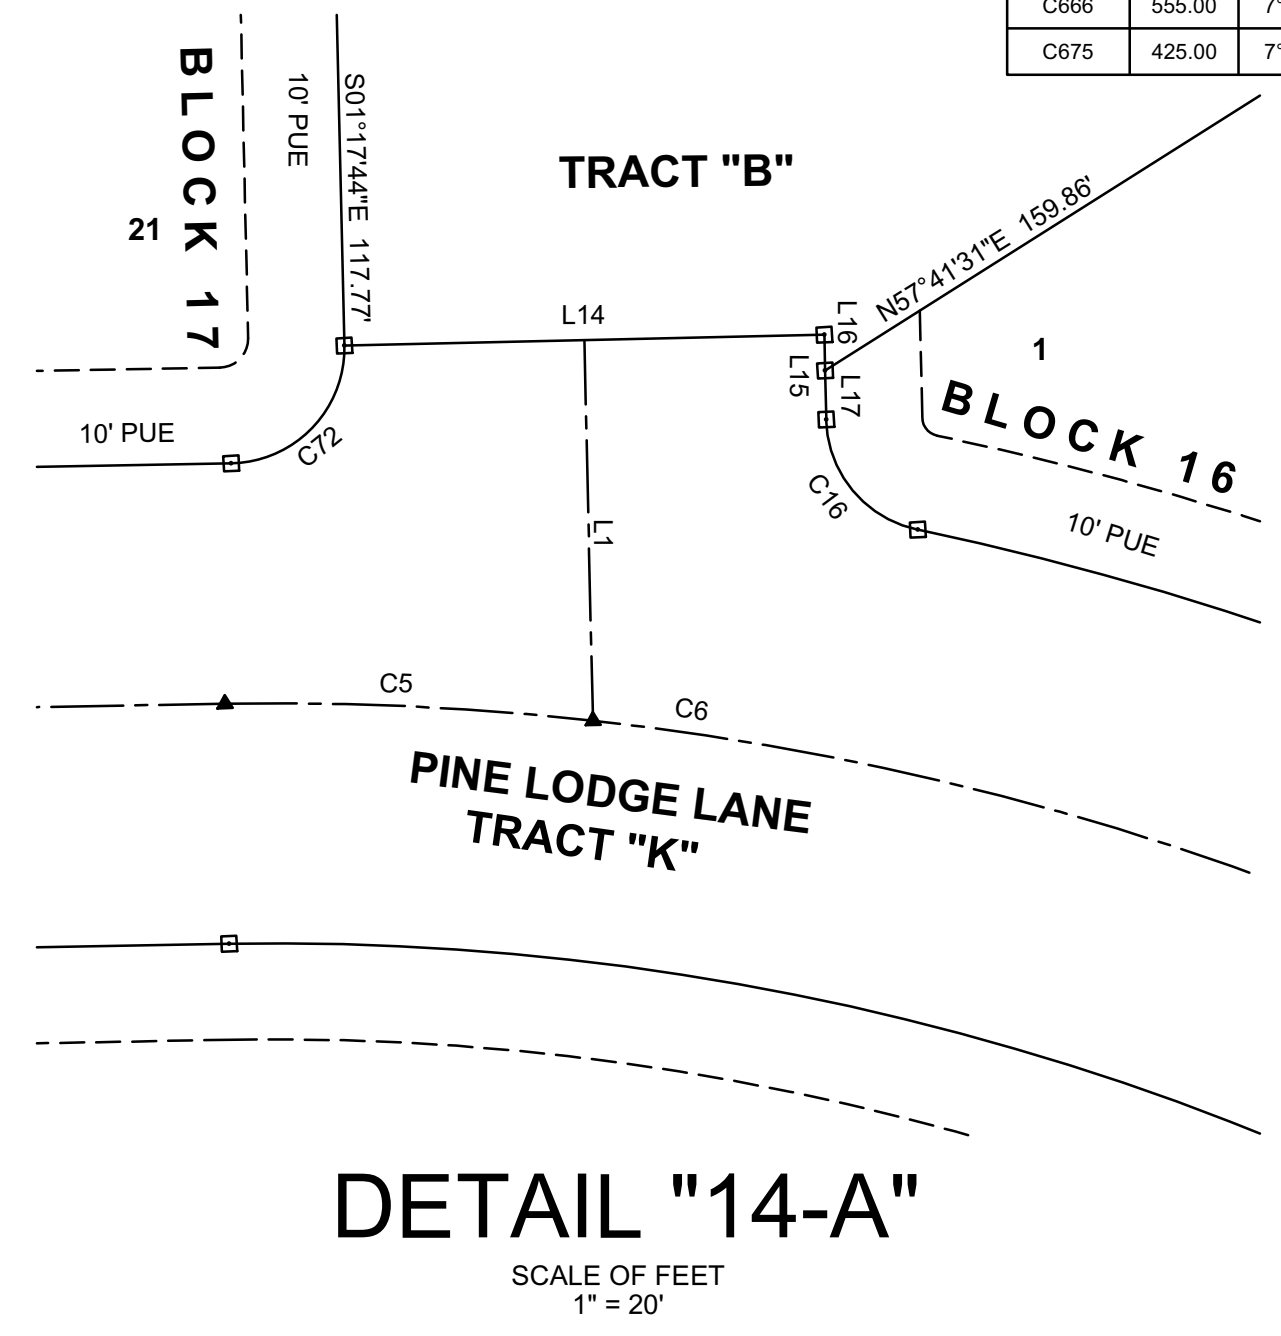 C666 555.00 7°
C675 425.00 7°
BLOCK 17
10' PUE
S01°17'44"E 117.77'
TRACT "B"
21
N57°41'31"E 159.86'
L14
L16
L15
L17
1
BLOCK 16
10' PUE
C72
C16
10' PUE
L1
C5
C6
PINE LODGE LANE
TRACT "K"
DETAIL "14-A"
SCALE OF FEET
1" = 20'